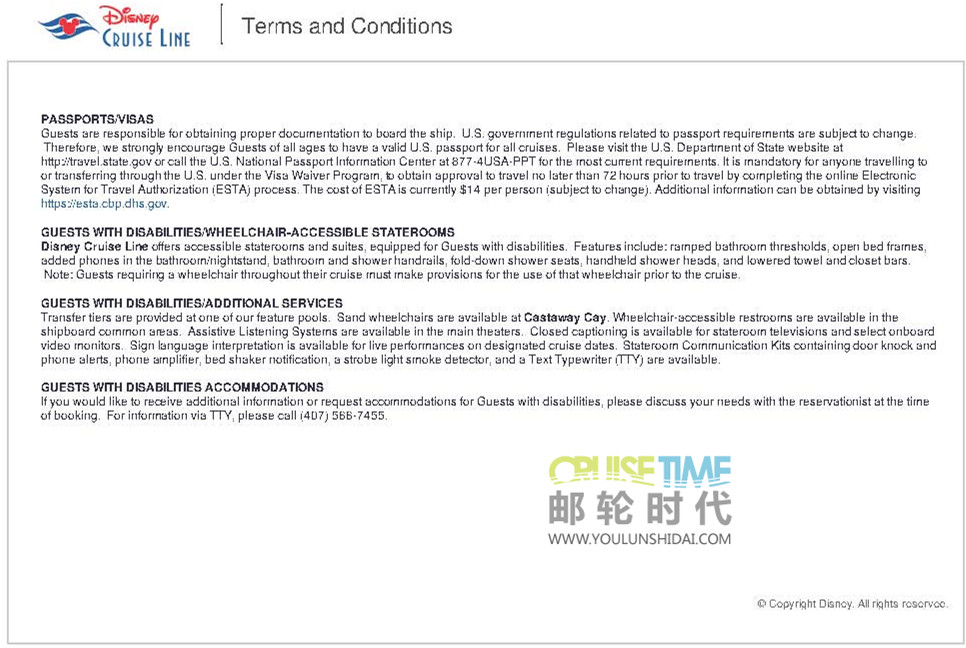 Disney
CRUISE LINE
Terms and Conditions
PASSPORTS/VISAS
Guests are responsible for obtaining proper documentation to board the ship. U.S. government regulations related to passport requirements are subject to change.
Therefore, we strongly encourage Guests of all ages to have a valid U.S. passport for all cruises. Please visit the U.S. Department of State website at
http://travel.state.gov or call the U.S. National Passport Information Center at 877-4USA-PPT for the most current requirements. It is mandatory for anyone travelling to
or transferring through the U.S. under the Visa Waiver Program, to obtain approval to travel no later than 72 hours prior to travel by completing the online Electronic
System for Travel Authorization (ESTA) process. The cost of ESTA is currently $14 per person (subject to change). Additional information can be obtained by visiting
https://esta.cbp.dhs.gov.
GUESTS WITH DISABILITIES/WHEELCHAIR-ACCESSIBLE STATEROOMS
Disney Cruise Line offers accessible staterooms and suites, equipped for Guests with disabilities. Features include: ramped bathroom thresholds, open bed frames,
added phones in the bathroom/nightstand, bathroom and shower handrails, fold-down shower seats, handheld shower heads, and lowered towel and closet bars.
Note: Guests requiring a wheelchair throughout their cruise must make provisions for the use of that wheelchair prior to the cruise.
GUESTS WITH DISABILITIES/ADDITIONAL SERVICES
Transfer tiers are provided at one of our feature pools. Sand wheelchairs are available at Castaway Cay. Wheelchair-accessible restrooms are available in the
shipboard common areas. Assistive Listening Systems are available in the main theaters. Closed captioning is available for stateroom televisions and select onboard
video monitors. Sign language interpretation is available for live performances on designated cruise dates. Stateroom Communication Kits containing door knock and
phone alerts, phone amplifier, bed shaker notification, a strobe light smoke detector, and a Text Typewriter (TTY) are available.
GUESTS WITH DISABILITIES ACCOMMODATIONS
If you would like to receive additional information or request accommodations for Guests with disabilities, please discuss your needs with the reservationist at the time
of booking. For information via TTY, please call (407) 566-7455.
CRUISETIME
邮轮时代
WWW.YOULUNSHIDAI.COM
© Copyright Disney. All rights reserved.